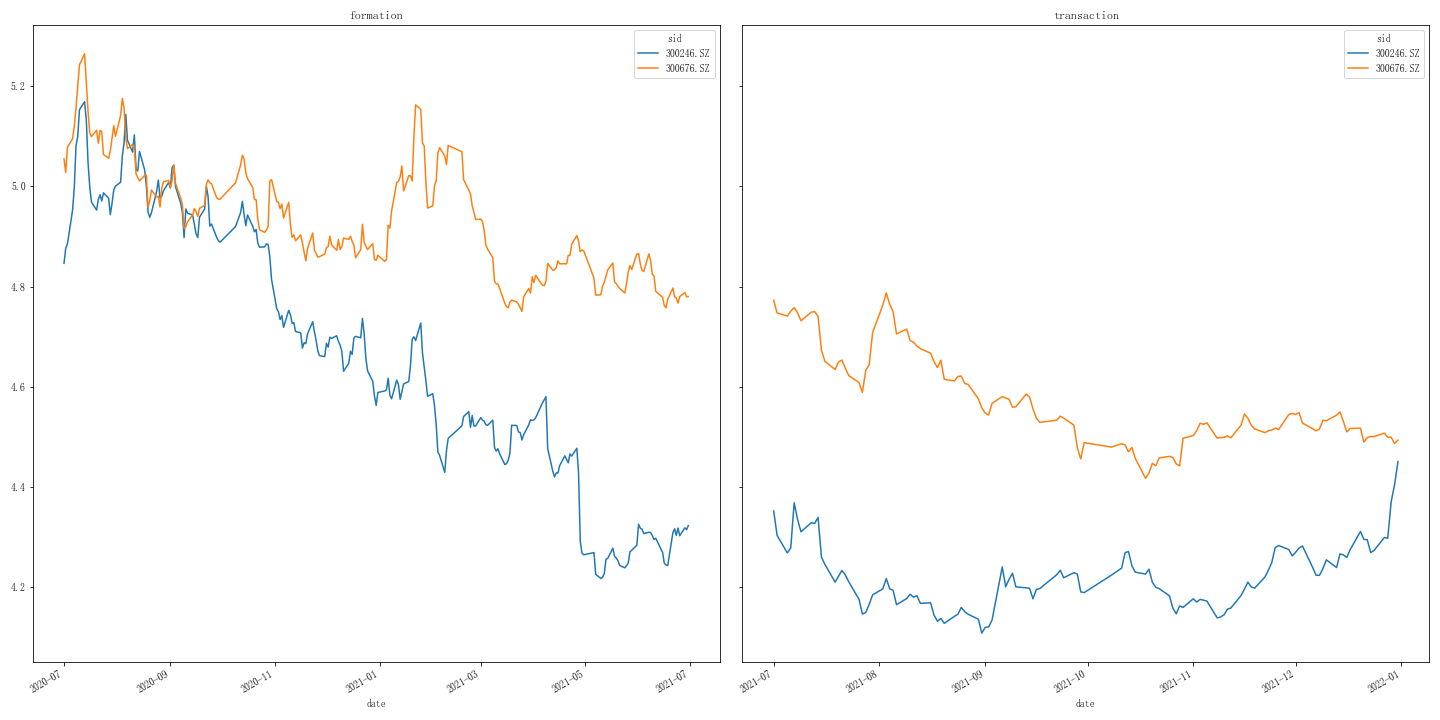 formation
sid
300246.SZ
300676.SZ
5.2
5.0
4.8
4.6
4.4
4.2
2020-07
2020-09
2020-11
2021-01
2021-03
2021-05
2021-07
date
transaction
sid
300246.SZ
300676.SZ
2021-07
2021-08
2021-09
2021-10
2021-11
2021-12
2022-01
date